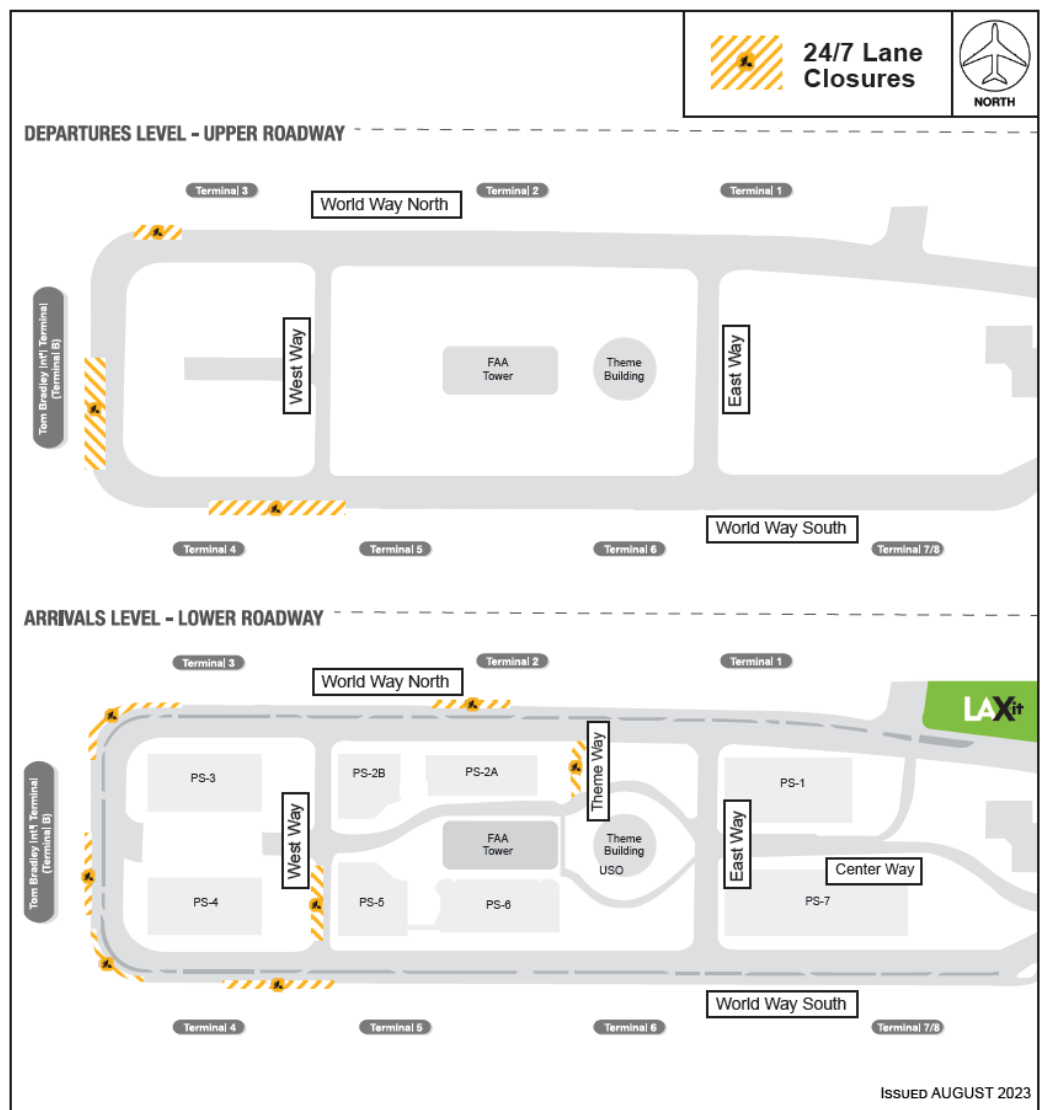 24/7 Lane
Closures
NORTH
DEPARTURES LEVEL - UPPER ROADWAY
Terminal 3
Terminal 2
Terminal 1
World Way North
Tom Bradley Int'l Terminal
(Terminal B)
West Way
FAA
Tower
Theme
Building
East Way
World Way South
Terminal 4
Terminal 5
Terminal 6
Terminal 7/8
ARRIVALS LEVEL - LOWER ROADWAY
Terminal 3
Terminal 2
Terminal 1
World Way North
LAXit
Theme Way
PS-3
PS-2B
PS-2A
PS-1
Tom Bradley Int'l Terminal
(Terminal B)
West Way
FAA
Tower
Theme
Building
USO
East Way
Center Way
PS-4
PS-5
PS-6
PS-7
World Way South
Terminal 4
Terminal 5
Terminal 6
Terminal 7/8
ISSUED AUGUST 2023